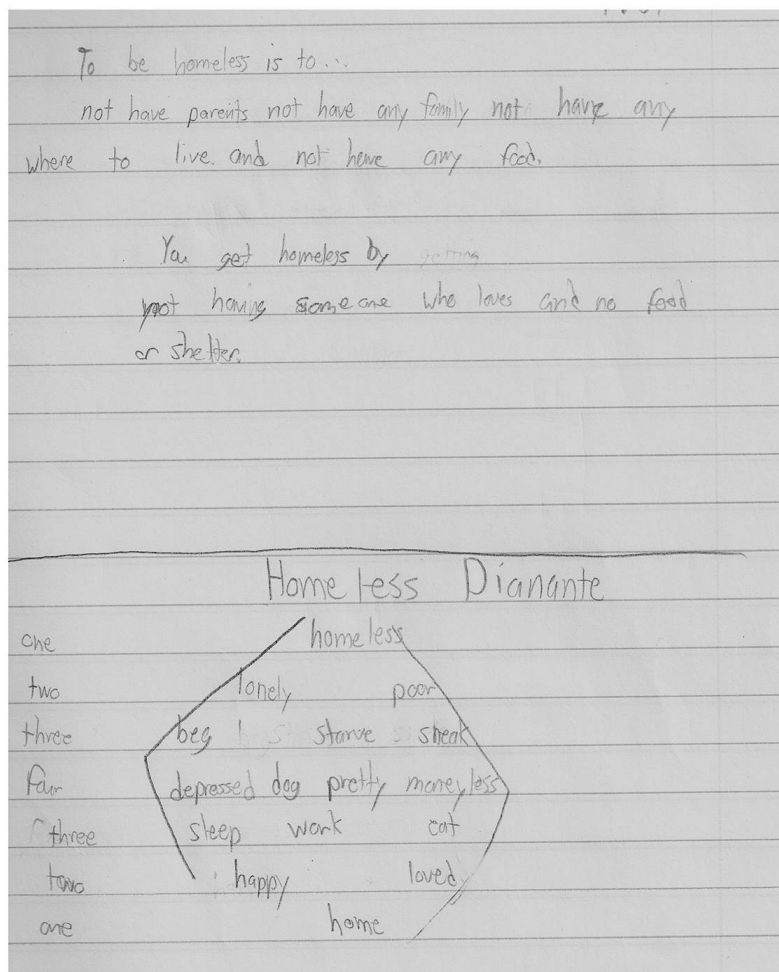 To be homeless is to...
not have parents not have any family not have any
where to live. and not have any food.
You get homeless by getting
not having someone who loves and no food
or shelter.
Homeless Dianante
one homeless
two lonely poor
three beg starve
four depressed dog pretty moneyless
three sleep work
two happy loved
one home